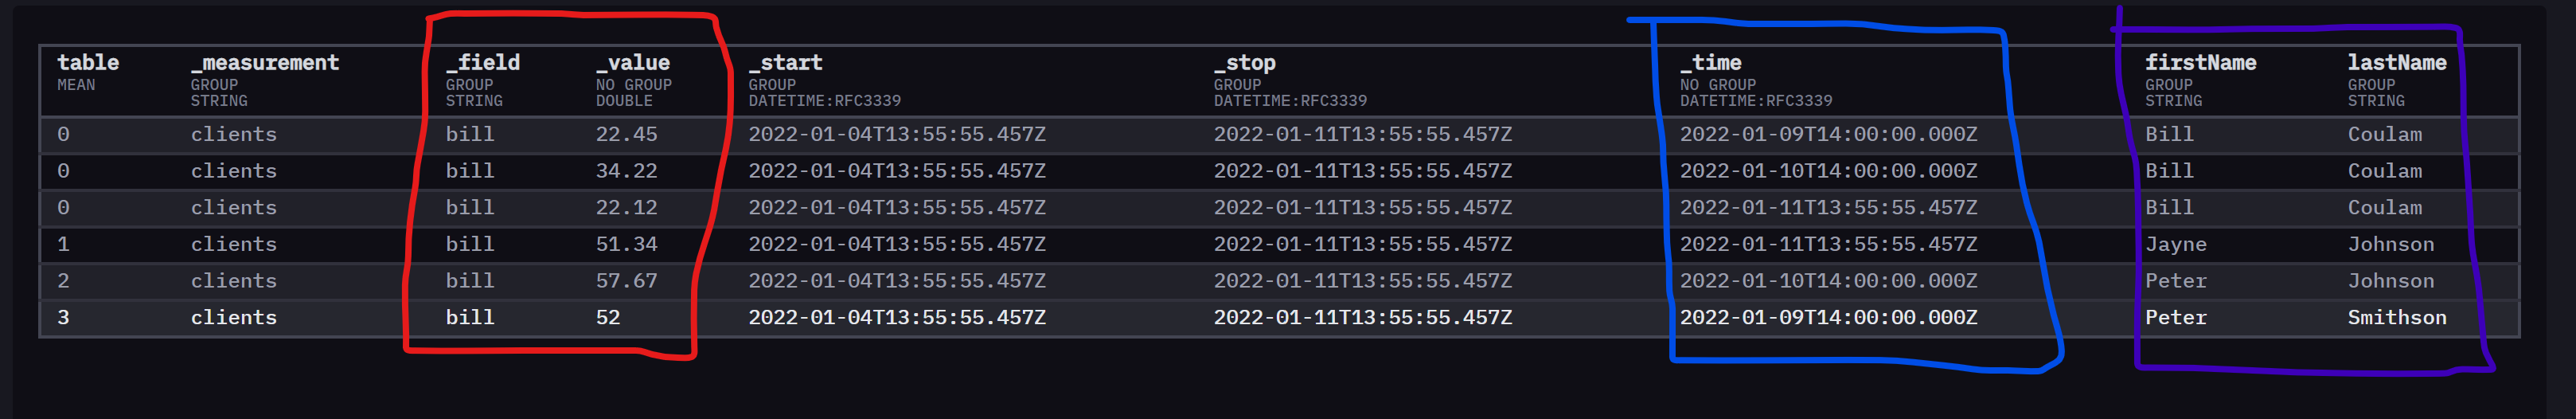 table _measurement _field _value _start _stop _time firstName lastName
MEAN GROUP GROUP NO GROUP GROUP GROUP NO GROUP GROUP GROUP
STRING STRING DOUBLE DATETIME:RFC3339 DATETIME:RFC3339 DATETIME:RFC3339 STRING STRING
0 clients bill 22.45 2022-01-04T13:55:55.457Z 2022-01-11T13:55:55.457Z 2022-01-09T14:00:00.000Z Bill Coulam
0 clients bill 34.22 2022-01-04T13:55:55.457Z 2022-01-11T13:55:55.457Z 2022-01-10T14:00:00.000Z Bill Coulam
0 clients bill 22.12 2022-01-04T13:55:55.457Z 2022-01-11T13:55:55.457Z 2022-01-11T13:55:55.457Z Bill Coulam
1 clients bill 51.34 2022-01-04T13:55:55.457Z 2022-01-11T13:55:55.457Z 2022-01-11T13:55:55.457Z Jayne Johnson
2 clients bill 57.67 2022-01-04T13:55:55.457Z 2022-01-11T13:55:55.457Z 2022-01-10T14:00:00.000Z Peter Johnson
3 clients bill 52 2022-01-04T13:55:55.457Z 2022-01-11T13:55:55.457Z 2022-01-09T14:00:00.000Z Peter Smithson